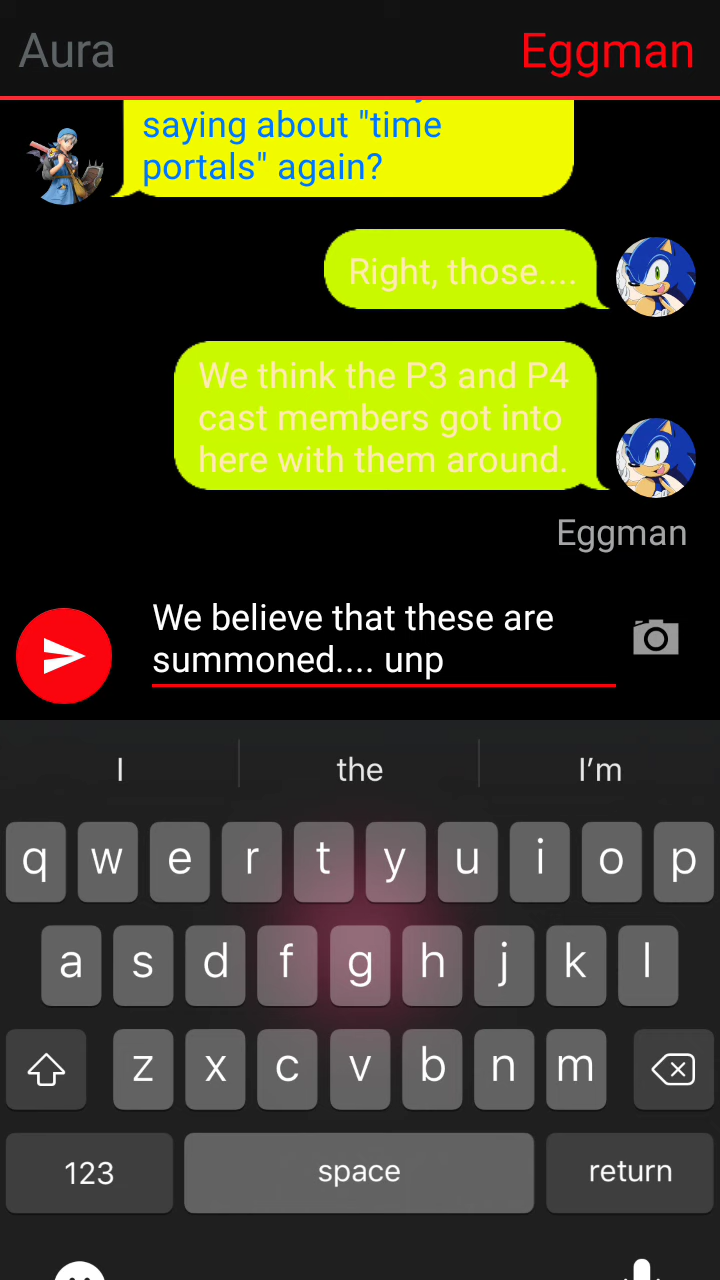 Aura
Eggman
saying about "time
portals" again?
Right, those....
We think the P3 and P4
cast members got into
here with them around.
Eggman
We believe that these are
summoned.... unp
I
the
I'm
q w e r t y u i o p
a s d f g h j k l
z x c v b n m
123
space
return